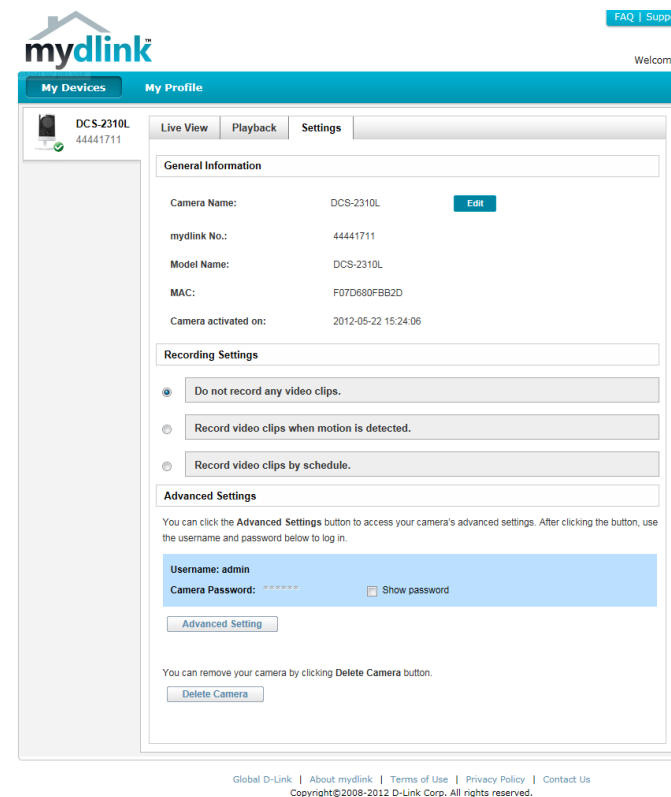 FAQ | Supp
mydlink
Welcom
My Devices My Profile
DCS-2310L
44441711
Live View Playback Settings
General Information
Camera Name: DCS-2310L Edit
mydlink No.: 44441711
Model Name: DCS-2310L
MAC: F07D680FBB2D
Camera activated on: 2012-05-22 15:24:06
Recording Settings
Do not record any video clips.
Record video clips when motion is detected.
Record video clips by schedule.
Advanced Settings
You can click the Advanced Settings button to access your camera's advanced settings. After clicking the button, use
the username and password below to log in.
Username: admin
Camera Password: ****** Show password
Advanced Setting
You can remove your camera by clicking Delete Camera button.
Delete Camera
Global D-Link | About mydlink | Terms of Use | Privacy Policy | Contact Us
Copyright©2008-2012 D-Link Corp. All rights reserved.